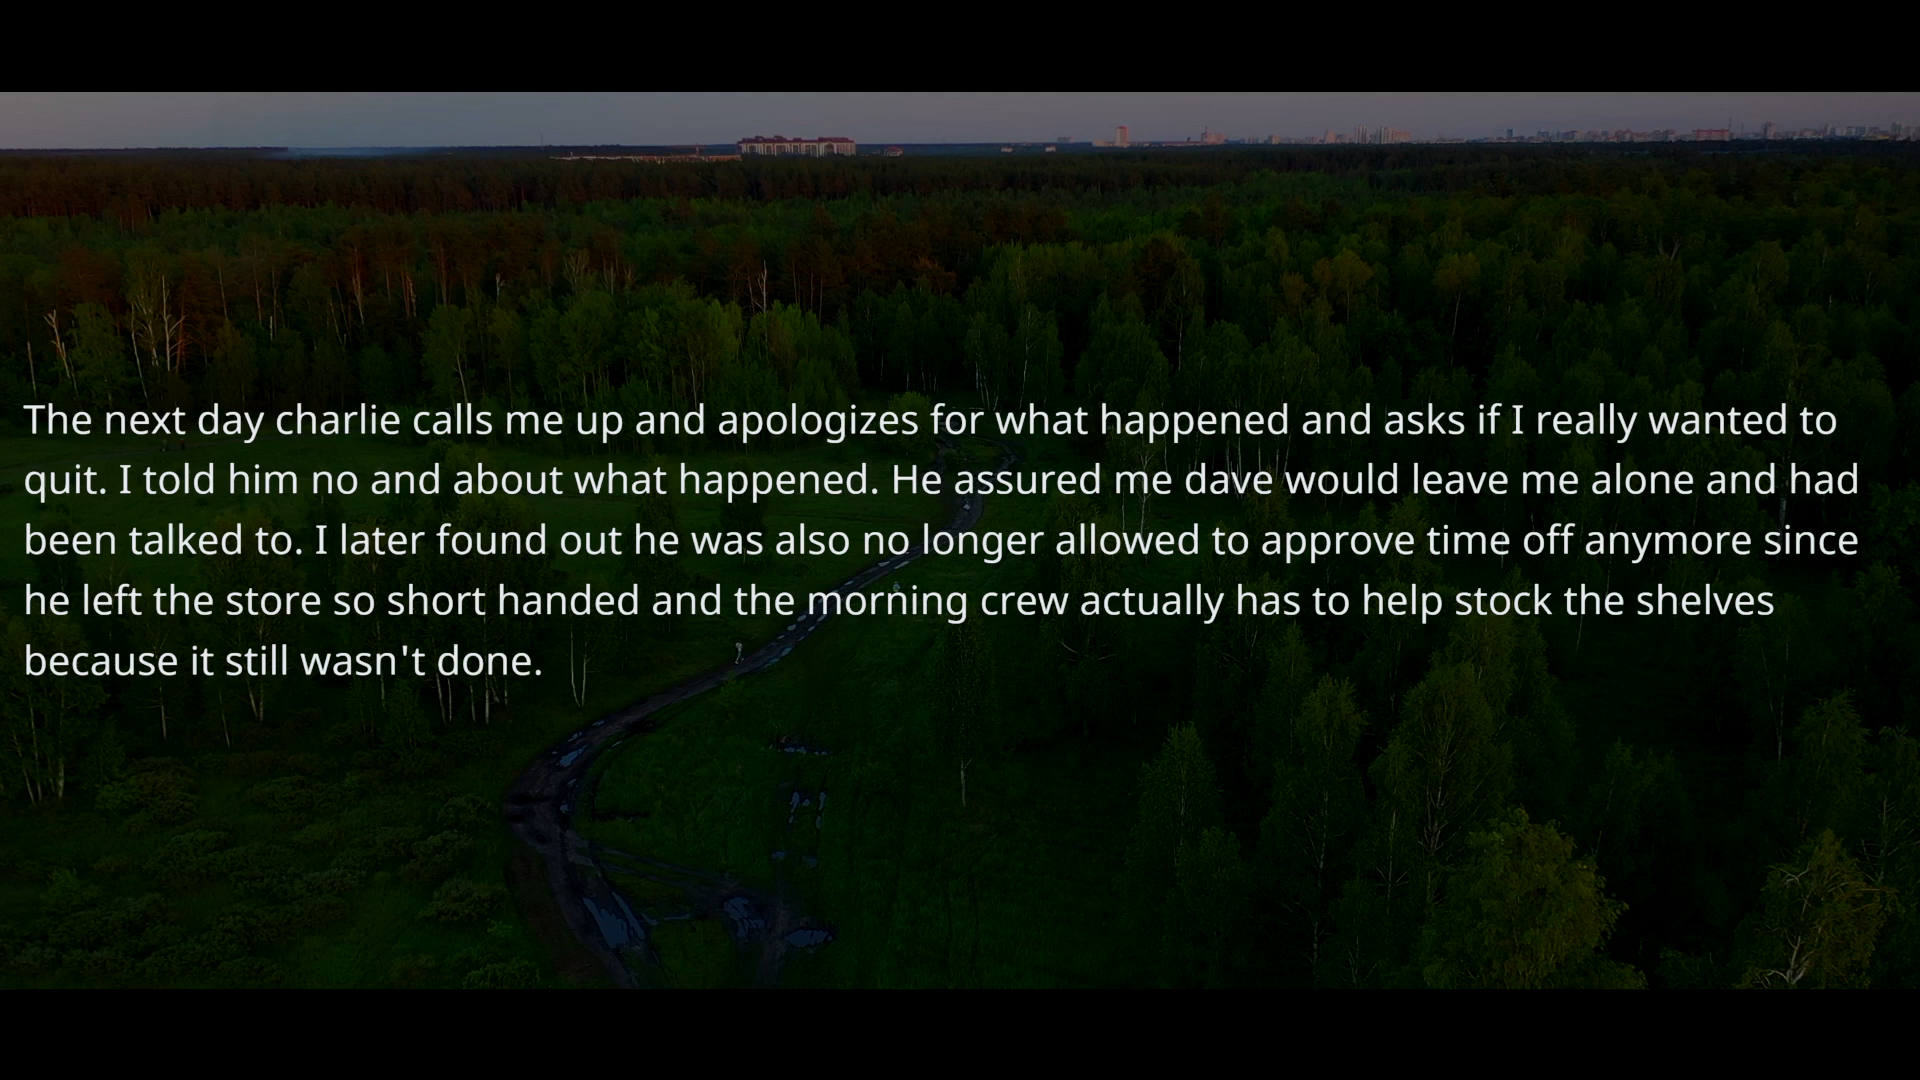 The next day charlie calls me up and apologizes for what happened and asks if I really wanted to
quit. I told him no and about what happened. He assured me dave would leave me alone and had
been talked to. I later found out he was also no longer allowed to approve time off anymore since
he left the store so short handed and the morning crew actually has to help stock the shelves
because it still wasn't done.